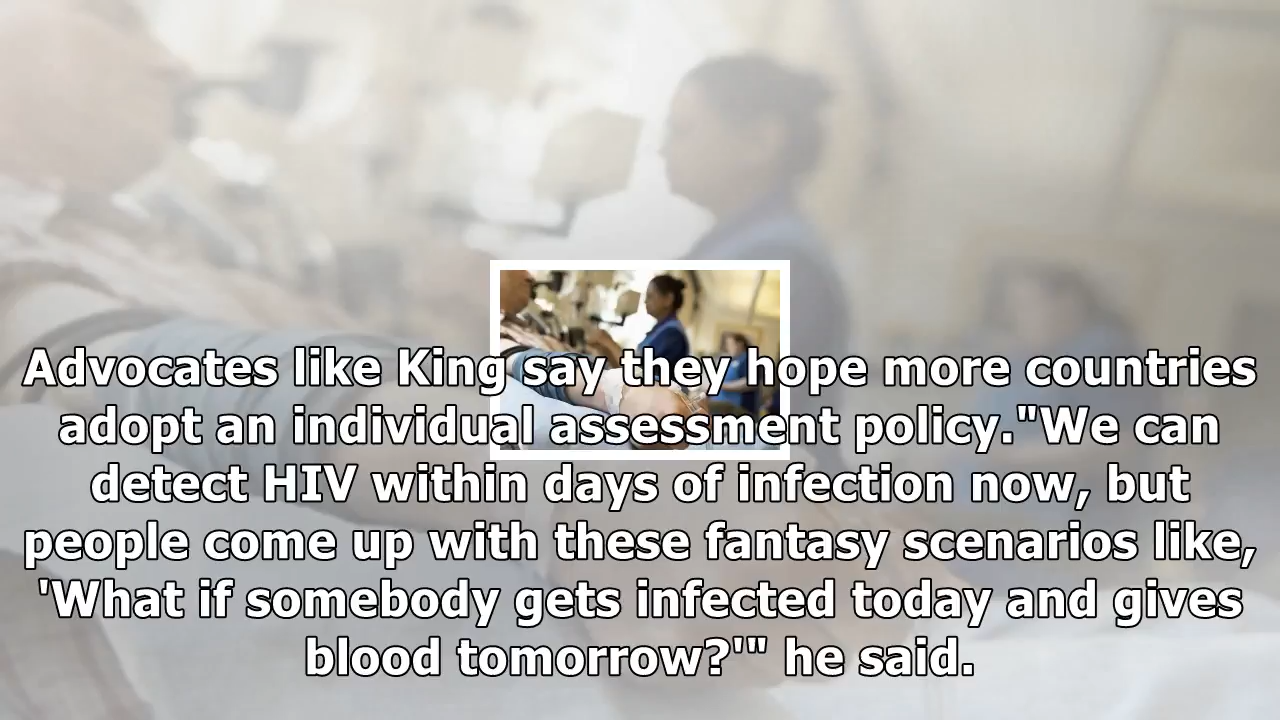 Advocates like King say they hope more countries
adopt an individual assessment policy."We can
detect HIV within days of infection now, but
people come up with these fantasy scenarios like,
'What if somebody gets infected today and gives
blood tomorrow?'" he said.